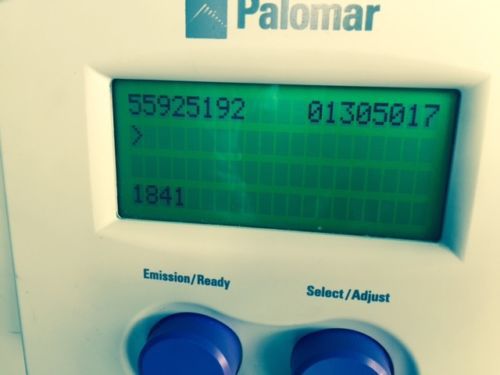 Palomar
55925192 01305017
>
1841
Emission/Ready Select/Adjust